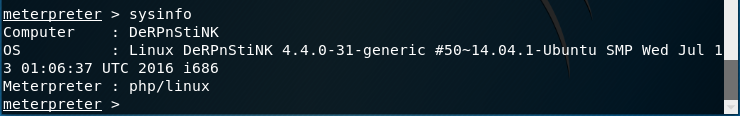 meterpreter > sysinfo
Computer    : DeRPnStiNK
OS          : Linux DeRPnStiNK 4.4.0-31-generic #50~14.04.1-Ubuntu SMP Wed Jul 1
3 01:06:37 UTC 2016 i686
Meterpreter : php/linux
meterpreter >